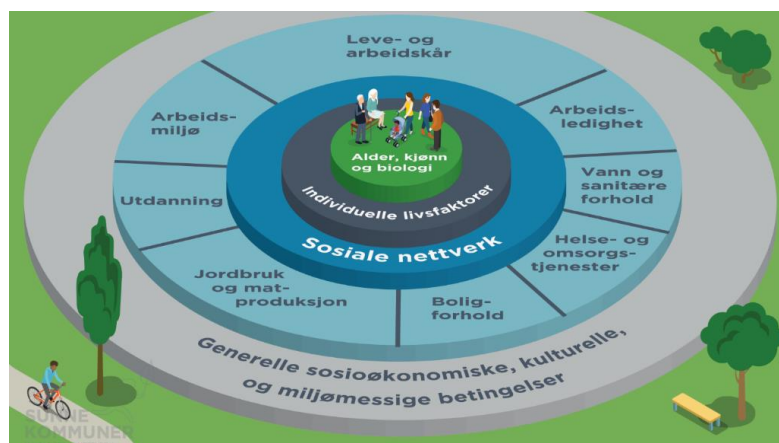 Leve- og
arbeidskår
Arbeids-
miljø
Arbeids-
ledighet
Alder, kjønn
og biologi
Vann og
sanitære
forhold
Utdanning
Individuelle livsfaktorer
Sosiale nettverk
Helse- og
omsorgs-
tjenester
Jordbruk
og mat-
produksjon
Bolig-
forhold
Generelle sosioøkonomiske, kulturelle,
og miljømessige betingelser
SUNNE
KOMMUNER